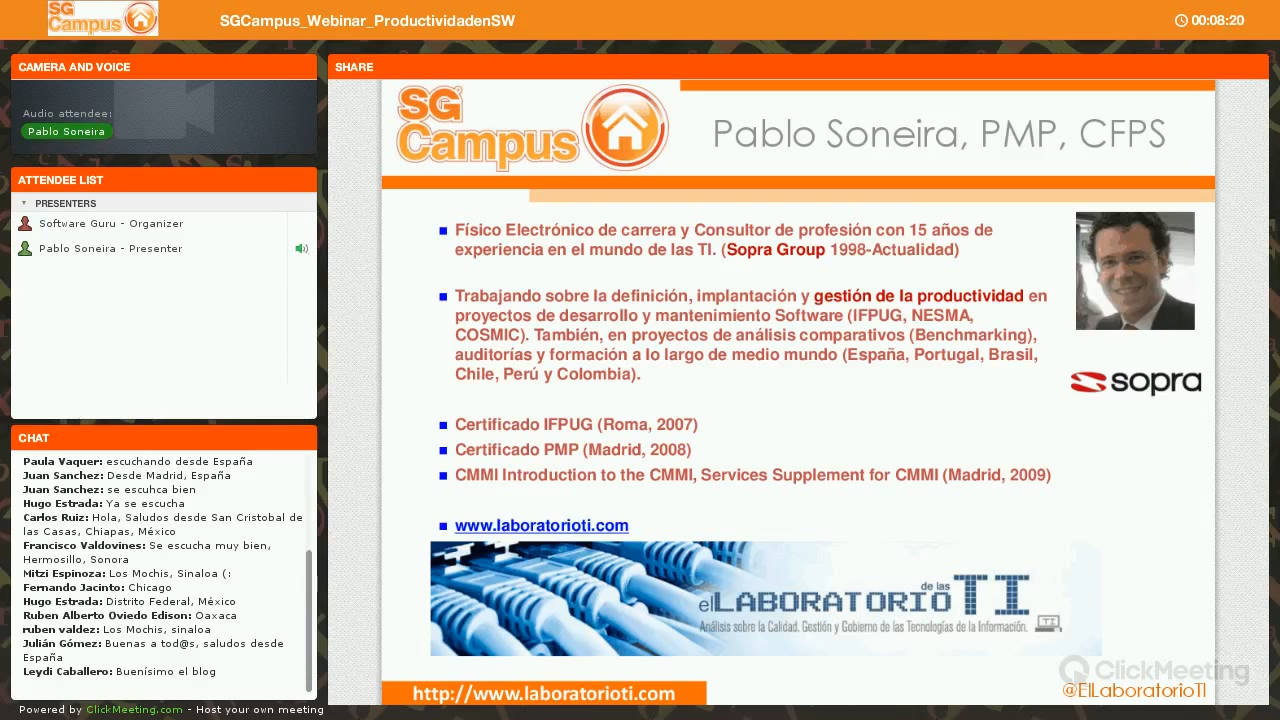 SG
Campus
SGCampus_Webinar_ProductividadenSW
00:08:20
CAMERA AND VOICE
Audio attendee:
Pablo Soneira
ATTENDEE LIST
PRESENTERS
Software Guru - Organizer
Pablo Soneira - Presenter
CHAT
Paula Vaquer: escuchando desde España
Juan Sanchez: Desde Madrid, España
Juan Sanchez: se escuhca bien
Hugo Estrada: Ya se escucha
Carlos Ruiz: Hola, Saludos desde San Cristobal de
las Casas, Chiapas, México
Francisco Valdovines: Se escucha muy bien,
Hermosillo, Sonora
Mitzi Espinoza: Los Mochis, Sinaloa (:
Fernando Jacinto: Chicago
Hugo Estrada: Distrito Federal, México
Ruben Alberto Oviedo Edison: Oaxaca
ruben valdez: Los Mochis, sinaloa
Julián Gómez: Buenas a tod@s, saludos desde
España
Leydi Caballero: Buenísimo el blog
Powered by ClickMeeting.com - Host your own meeting
SHARE
SG
Campus
Pablo Soneira, PMP, CFPS
Físico Electrónico de carrera y Consultor de profesión con 15 años de
experiencia en el mundo de las TI. (Sopra Group 1998-Actualidad)
Trabajando sobre la definición, implantación y gestión de la productividad en
proyectos de desarrollo y mantenimiento Software (IFPUG, NESMA,
COSMIC). También, en proyectos de análisis comparativos (Benchmarking),
auditorías y formación a lo largo de medio mundo (España, Portugal, Brasil,
Chile, Perú y Colombia).
sopra
Certificado IFPUG (Roma, 2007)
Certificado PMP (Madrid, 2008)
CMMI Introduction to the CMMI, Services Supplement for CMMI (Madrid, 2009)
www.laboratorioti.com
de las
el LABORATORIO TI
Análisis sobre la Calidad. Gestión y Gobierno de las Tecnologías de la Información.
TI
ClickMeeting
http://www.laboratorioti.com
@ElLaboratorioTI